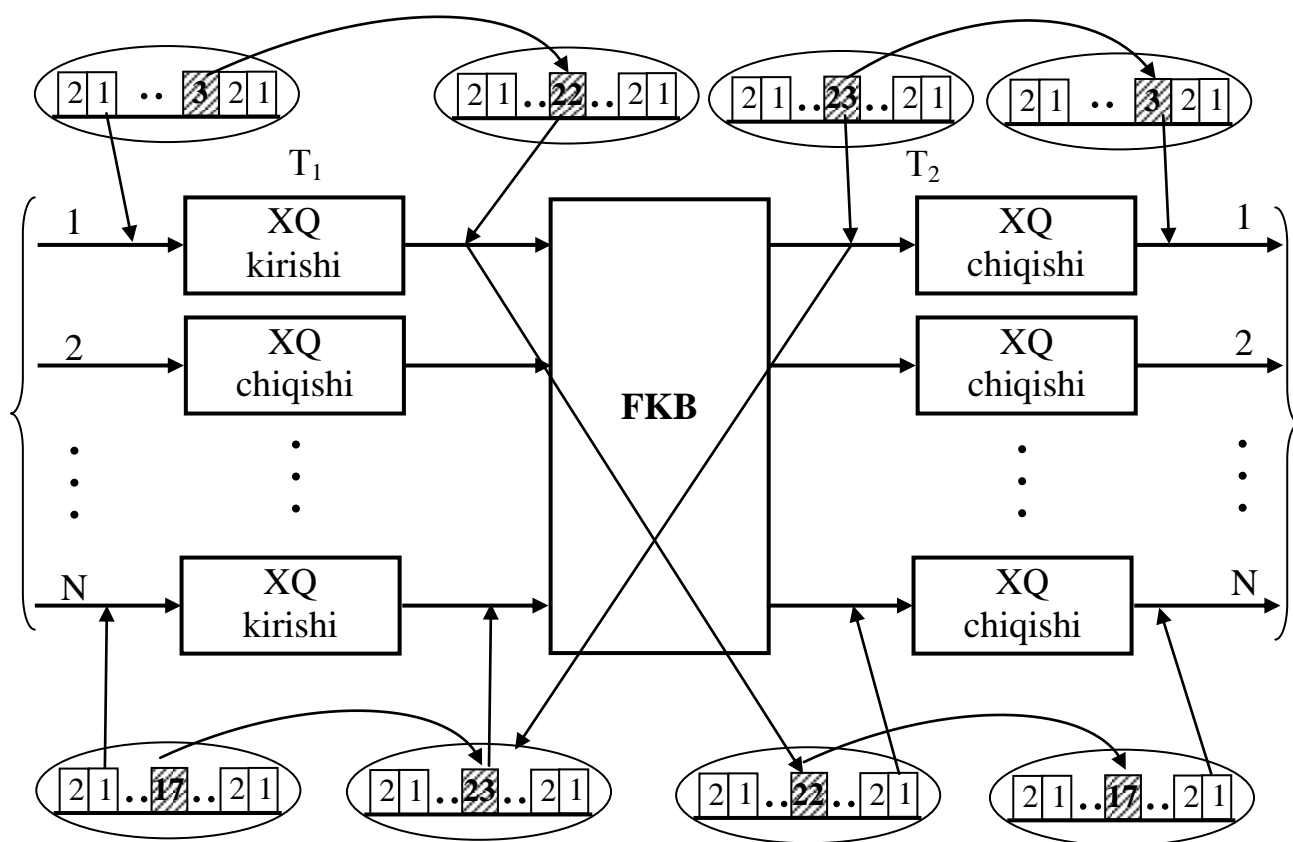 2 1 .. 3 2 1
2 1 .. 22 .. 2 1
2 1 .. 23 .. 2 1
2 1 .. 3 2 1
T1
T2
1
XQ
kirishi
XQ
chiqishi
1
2
XQ
chiqishi
XQ
chiqishi
2
FKB
N
XQ
kirishi
XQ
chiqishi
N
2 1 .. 17 .. 2 1
2 1 .. 23 .. 2 1
2 1 .. 22 .. 2 1
2 1 .. 17 .. 2 1